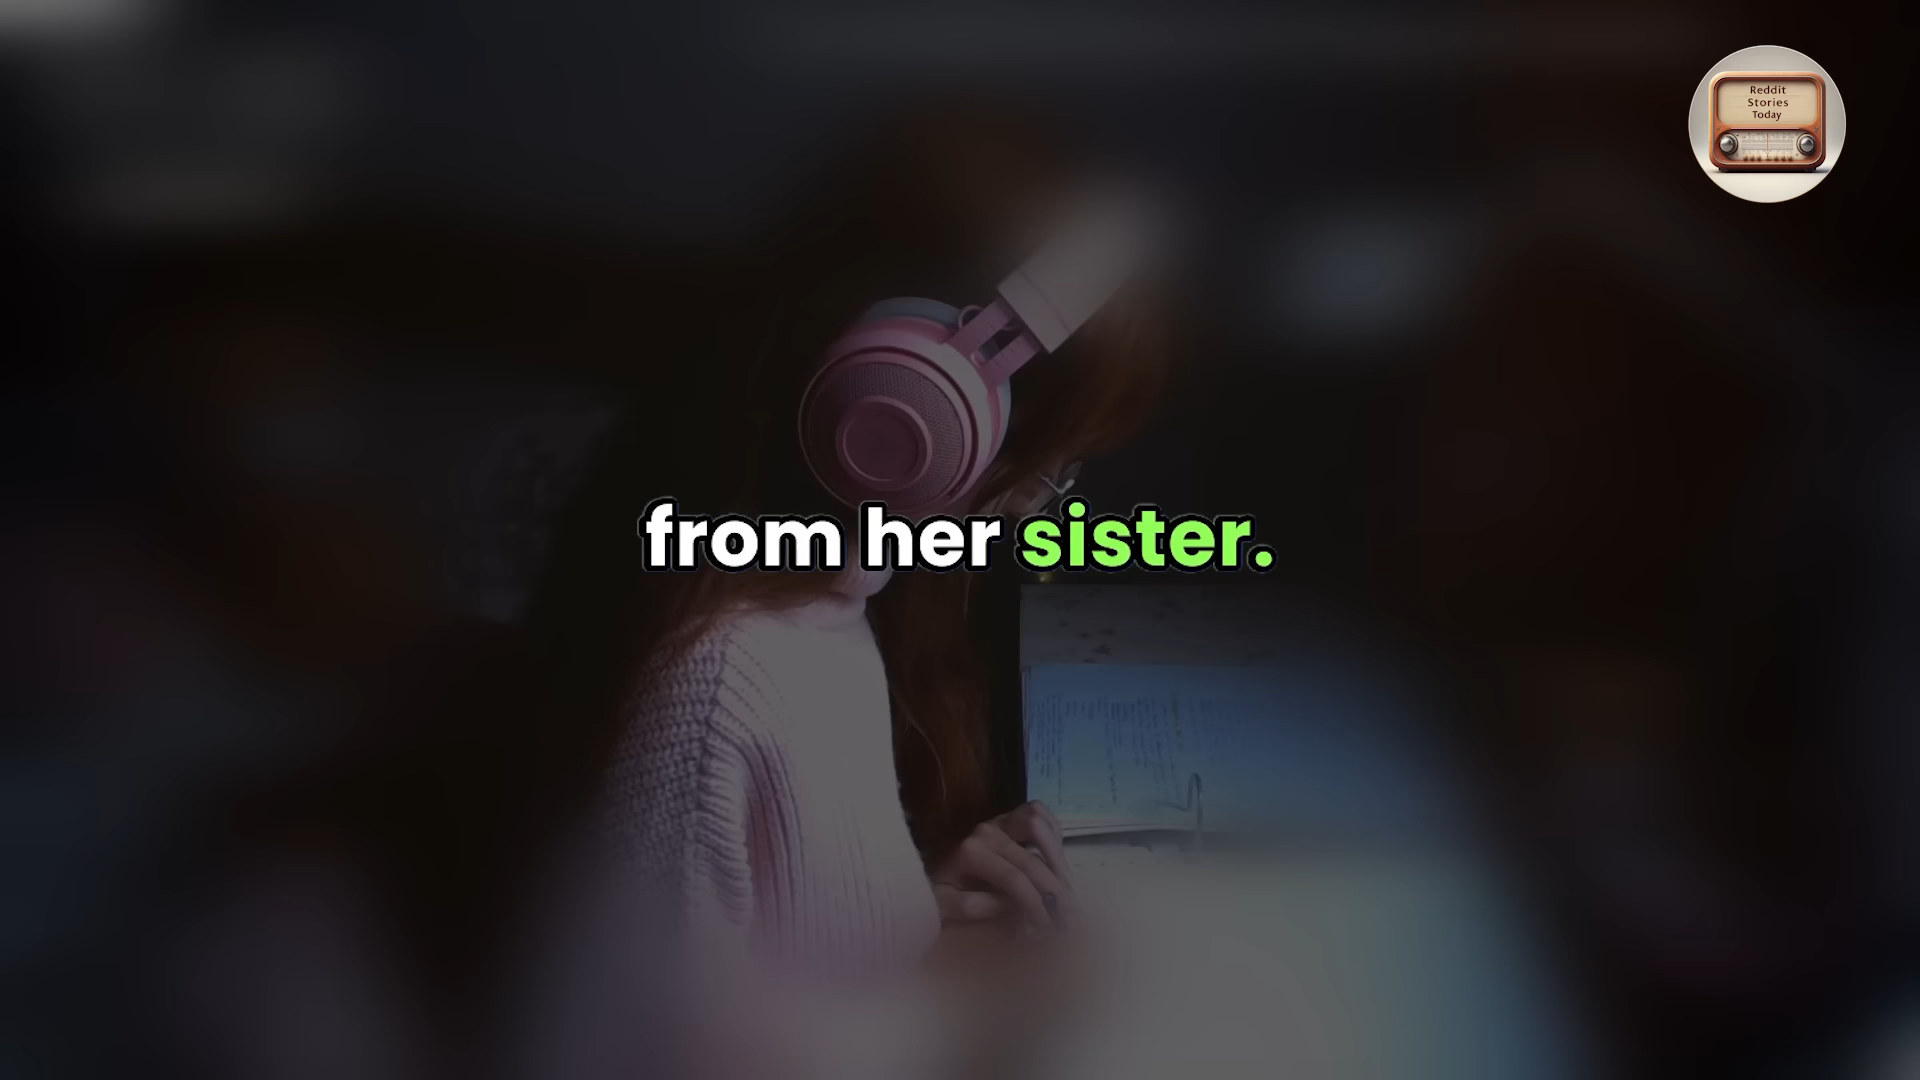 Reddit
Stories
Today
from her sister.